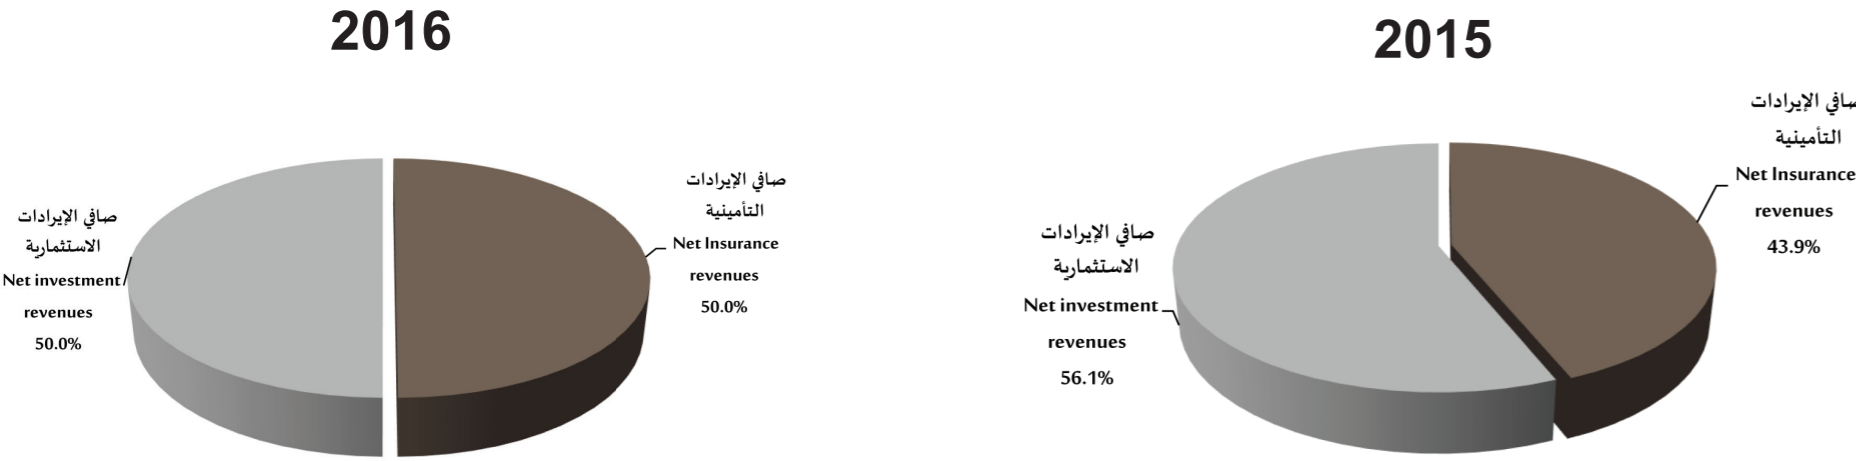 2016
صافي الإيرادات
الاستثمارية
Net investment
revenues
50.0%
صافي الإيرادات
التأمينية
Net Insurance
revenues
50.0%
2015
صافي الإيرادات
الاستثمارية
Net investment
revenues
56.1%
صافي الإيرادات
التأمينية
Net Insurance
revenues
43.9%